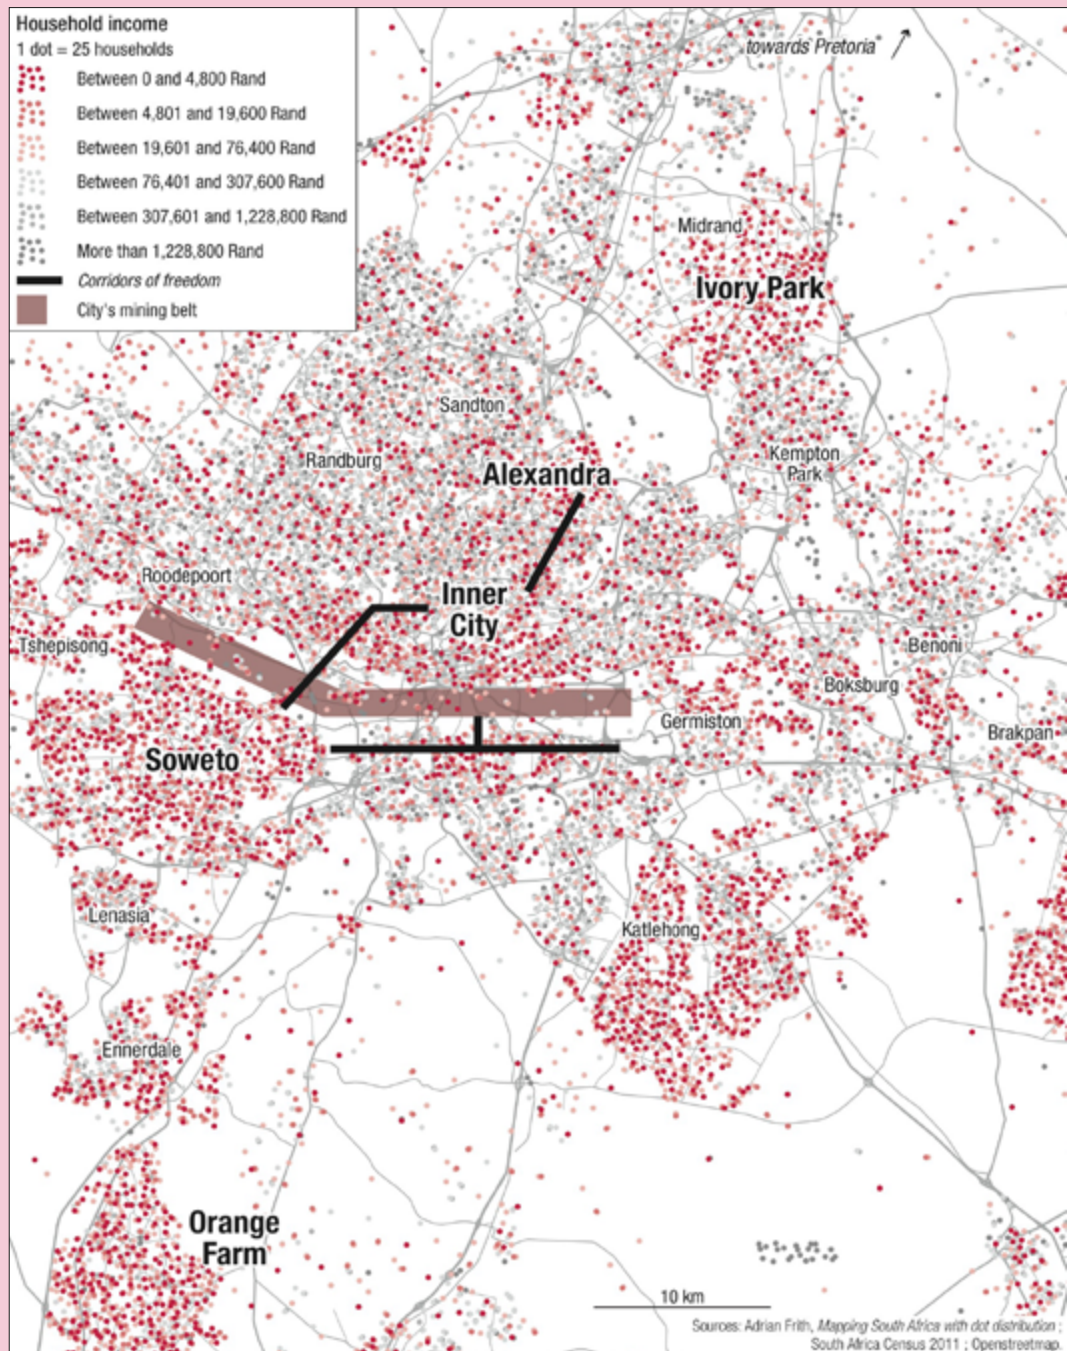 Household income
1 dot = 25 households
Between 0 and 4,800 Rand
Between 4,801 and 19,600 Rand
Between 19,601 and 76,400 Rand
Between 76,401 and 307,600 Rand
Between 307,601 and 1,228,800 Rand
More than 1,228,800 Rand
Corridors of freedom
City's mining belt
towards Pretoria
Midrand
Ivory Park
Sandton
Randburg
Alexandra
Kempton
Park
Roodepoort
Inner
City
Tshepisong
Benoni
Boksburg
Germiston
Brakpan
Soweto
Lenasia
Katlehong
Ennerdale
Orange
Farm
10 km
Sources: Adrian Frith, Mapping South Africa with dot distribution ;
South Africa Census 2011 ; Openstreetmap.